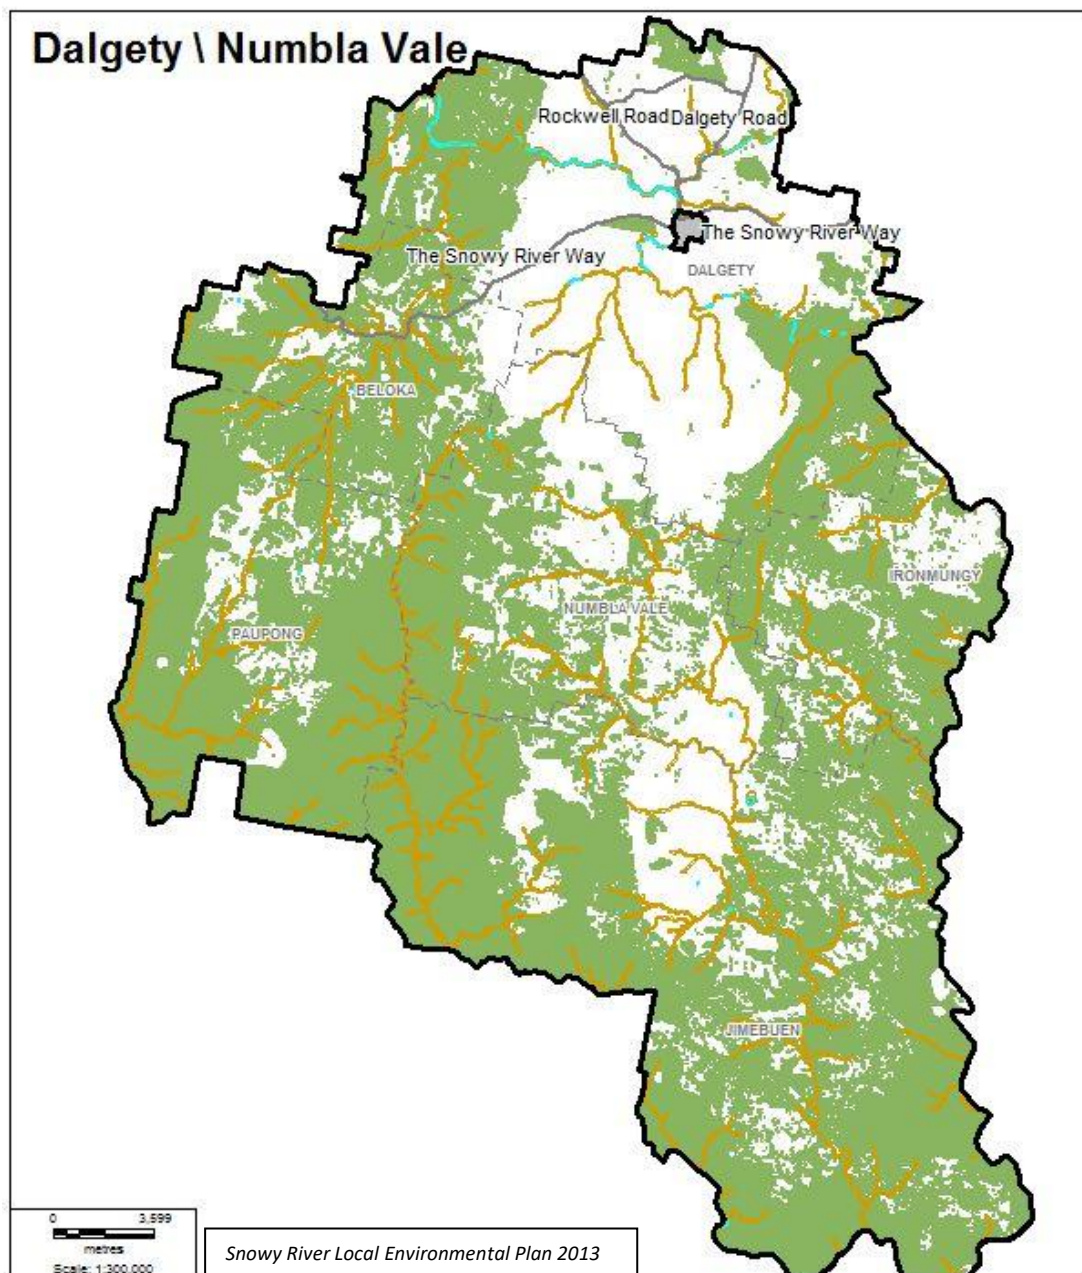 Dalgety \ Numbla Vale
Rockwell Road
Dalgety Road
The Snowy River Way
The Snowy River Way
DALGETY
BELOKA
IRONMUNGY
NUMBLA VALE
PAUPONG
JIMEBUEN
0 3,599
metres
Scale: 1:300,000
Snowy River Local Environmental Plan 2013